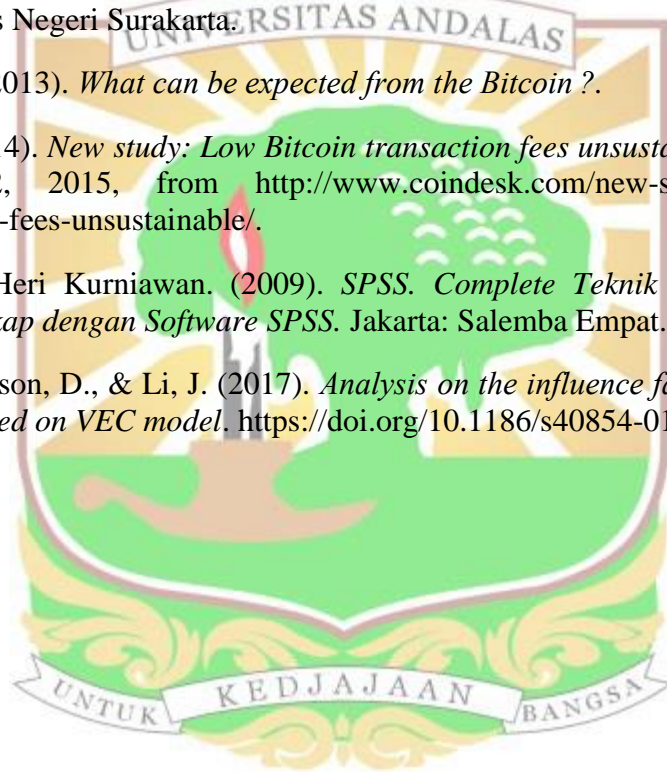 s Negeri Surakarta.
UNIVERSITAS ANDALAS
2013). What can be expected from the Bitcoin ?.
14). New study: Low Bitcoin transaction fees unsusta
2, 2015, from http://www.coindesk.com/new-s
-fees-unsustainable/.
Heri Kurniawan. (2009). SPSS. Complete Teknik
kap dengan Software SPSS. Jakarta: Salemba Empat.
son, D., & Li, J. (2017). Analysis on the influence fa
ed on VEC model. https://doi.org/10.1186/s40854-01
UNTUK KEDJAJAAN BANGSA